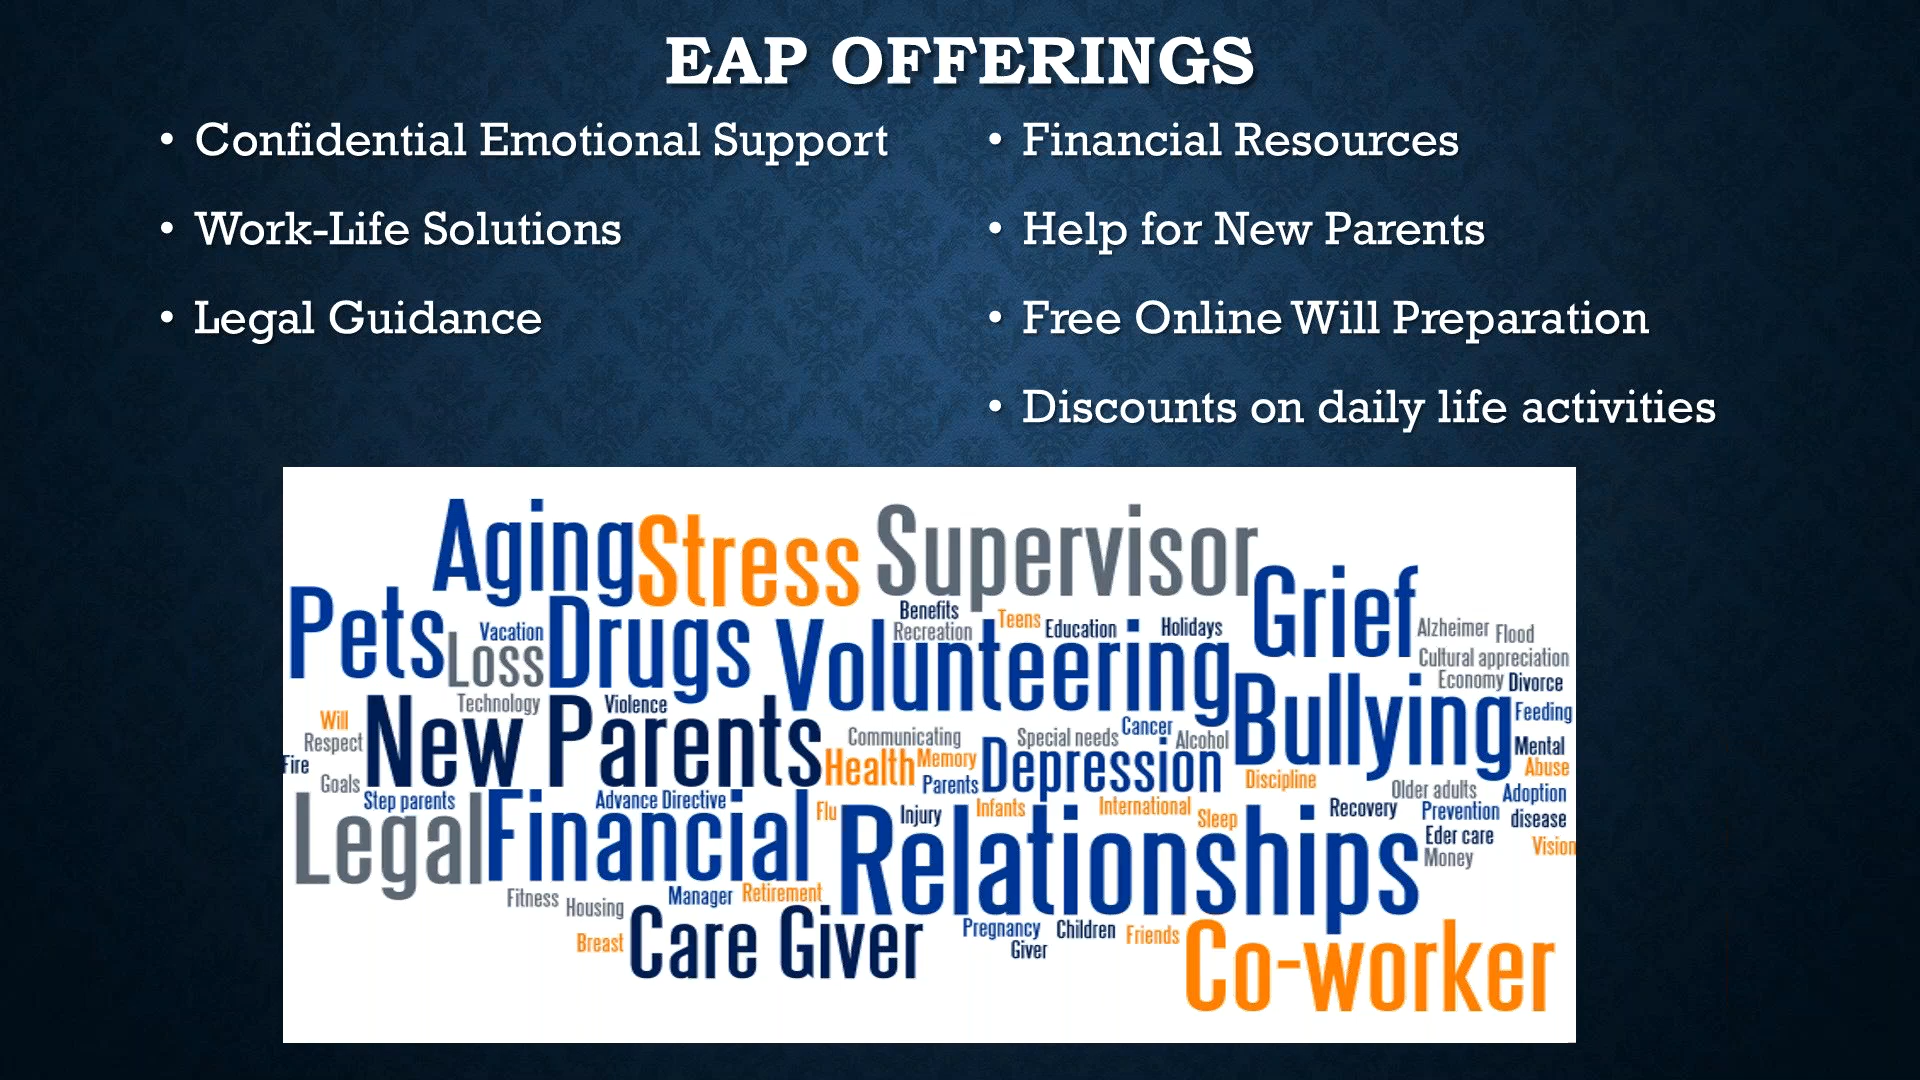 EAP OFFERINGS
• Confidential Emotional Support
• Work-Life Solutions
• Legal Guidance
• Financial Resources
• Help for New Parents
• Free Online Will Preparation
• Discounts on daily life activities
Aging Stress Supervisor
Pets Loss Vacation Drugs Volunteering Grief
Benefits Teens Education Holidays
Recreation
Alzheimer Flood
Cultural appreciation
Economy Divorce
Technology Violence
Will New Parents Bullying Feeding
Respect Communicating Special needs Cancer Alcohol Mental
Fire Health Memory Depression Abuse
Goals Parents Discipline Older adults Adoption
Step parents Advance Directive
Legal Financial Flu Injury Infants International Sleep Recovery Prevention disease
Relationships Eder care Vision
Money
Fitness Housing Manager Retirement
Breast Care Giver Pregnancy Children Friends
Giver
Co-worker